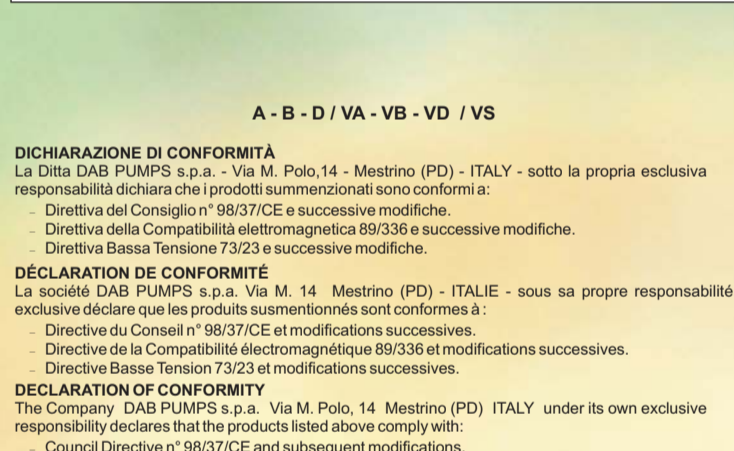 A - B - D / VA - VB - VD / VS
DICHIARAZIONE DI CONFORMITÀ
La Ditta DAB PUMPS s.p.a. - Via M. Polo,14 - Mestrino (PD) - ITALY - sotto la propria esclusiva
responsabilità dichiara che i prodotti summenzionati sono conformi a:
– Direttiva del Consiglio n° 98/37/CE e successive modifiche.
– Direttiva della Compatibilità elettromagnetica 89/336 e successive modifiche.
– Direttiva Bassa Tensione 73/23 e successive modifiche.
DÉCLARATION DE CONFORMITÉ
La société DAB PUMPS s.p.a. Via M. 14 Mestrino (PD) - ITALIE - sous sa propre responsabilité
exclusive déclare que les produits susmentionnés sont conformes à :
– Directive du Conseil n° 98/37/CE et modifications successives.
– Directive de la Compatibilité électromagnétique 89/336 et modifications successives.
– Directive Basse Tension 73/23 et modifications successives.
DECLARATION OF CONFORMITY
The Company DAB PUMPS s.p.a. Via M. Polo, 14 Mestrino (PD) ITALY under its own exclusive
responsibility declares that the products listed above comply with:
– Council Directive n° 98/37/CE and subsequent modifications.